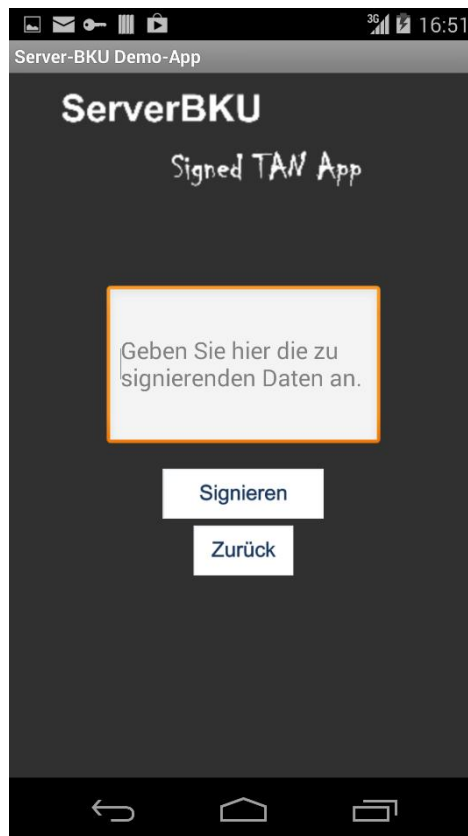 3G 16:51
Server-BKU Demo-App
ServerBKU
Signed TAN App
Geben Sie hier die zu
signierenden Daten an.
Signieren
Zurück